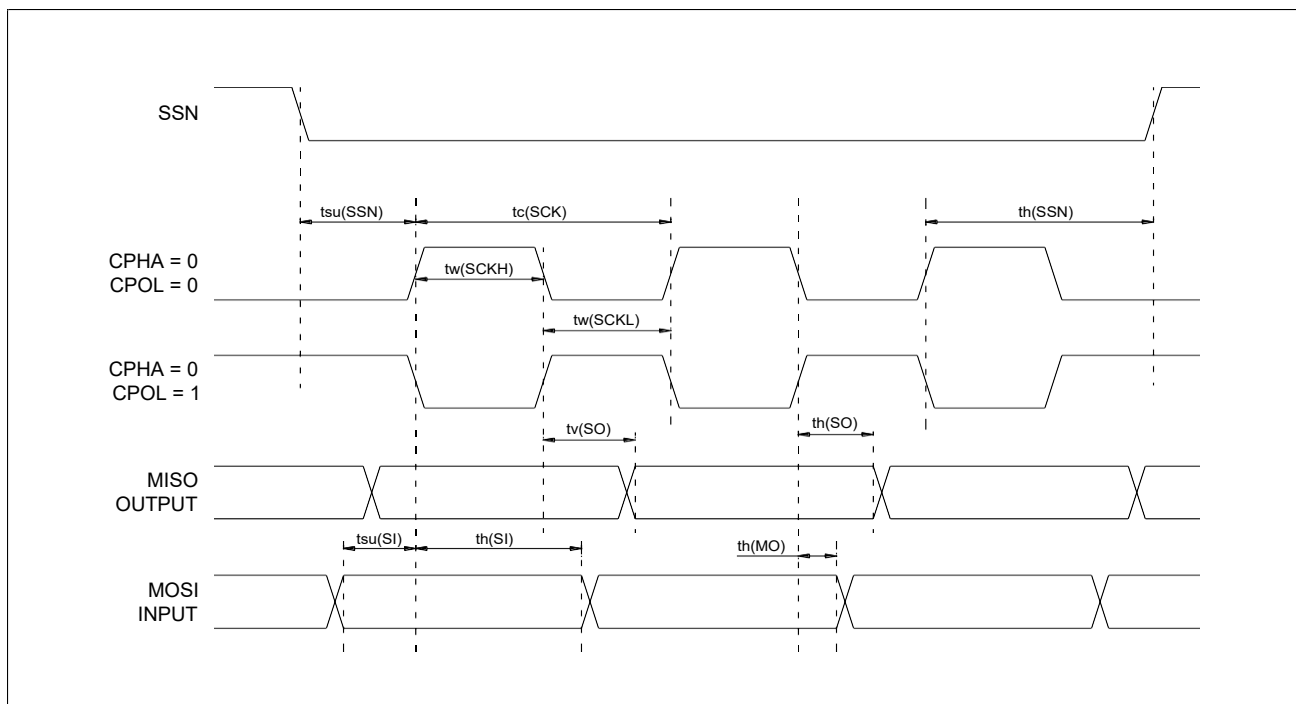 SSN
tsu(SSN)
tc(SCK)
th(SSN)
CPHA = 0
CPOL = 0
tw(SCKH)
tw(SCKL)
CPHA = 0
CPOL = 1
tv(SO)
th(SO)
MISO
OUTPUT
tsu(SI)
th(SI)
th(MO)
MOSI
INPUT